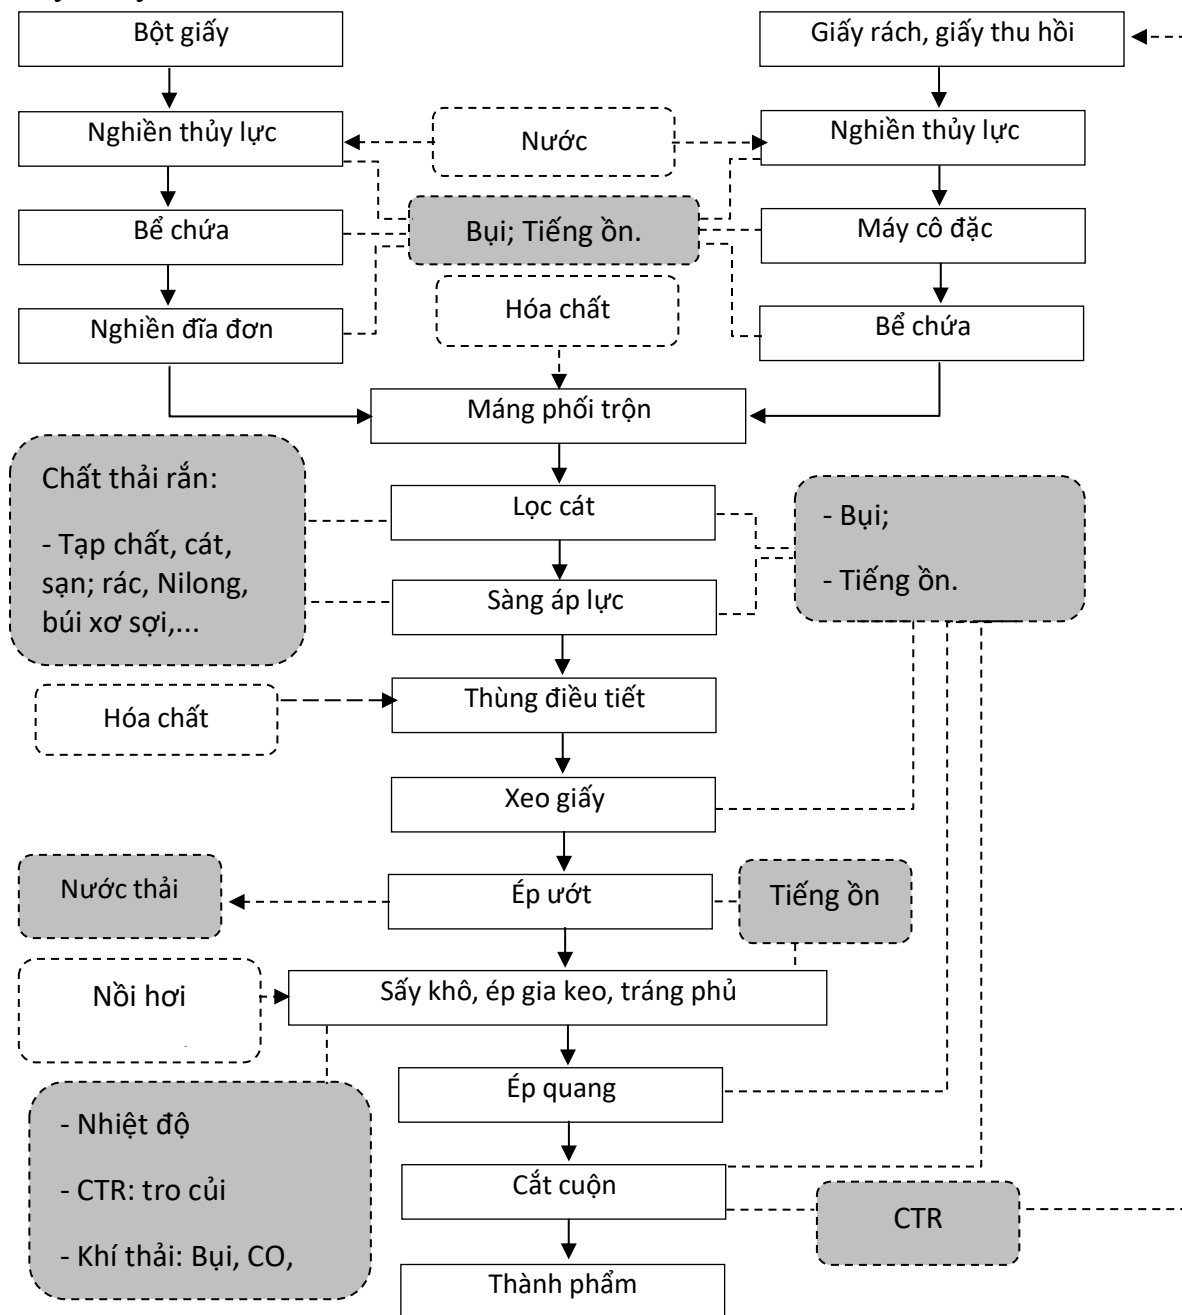 Bột giấy
Giấy rách, giấy thu hồi
Nghiền thủy lực
Nước
Nghiền thủy lực
Bể chứa
Bụi; Tiếng ồn.
Máy cô đặc
Hóa chất
Nghiền đĩa đơn
Bể chứa
Máng phối trộn
Chất thải rắn:
- Tạp chất, cát,
sạn; rác, Nilong,
búi xơ sợi,...
Lọc cát
- Bụi;
- Tiếng ồn.
Sàng áp lực
Hóa chất
Thùng điều tiết
Xeo giấy
Nước thải
Ép ướt
Tiếng ồn
Nồi hơi
Sấy khô, ép gia keo, tráng phủ
Ép quang
- Nhiệt độ
- CTR: tro củi
- Khí thải: Bụi, CO,
Cắt cuộn
CTR
Thành phẩm